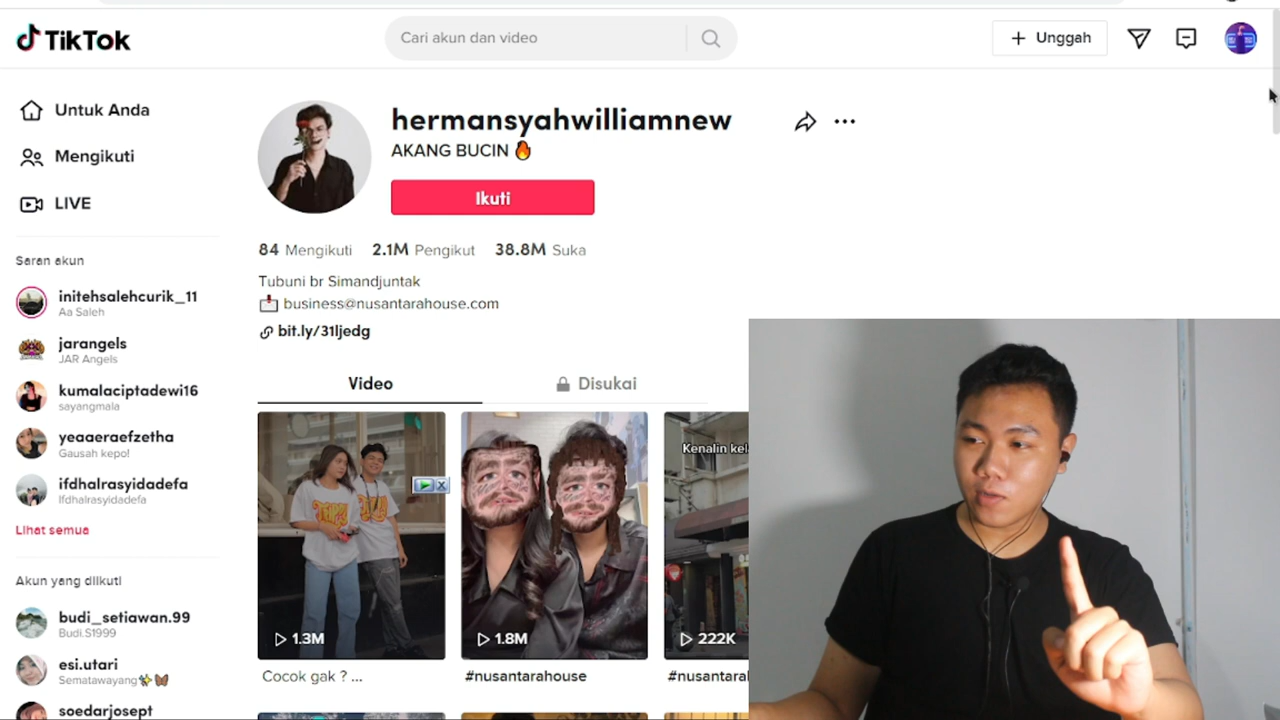 TikTok
Cari akun dan video
Unggah
Untuk Anda
Mengikuti
LIVE
Saran akun
initehsalehcurik_11
Aa Saleh
jarangels
JAR Angels
kumalaciptadewi16
sayangmala
yeaaeraefzetha
Gausah kepo!
ifdhalrasyidadefa
Ifdhalrasyidadefa
Lihat semua
Akun yang diikuti
budi_setiawan.99
Budi.S1999
esi.utari
Sematawayang✨🦋
soedarjosept
hermansyahwilliamnew
AKANG BUCIN 🔥
Ikuti
84 Mengikuti 2.1M Pengikut 38.8M Suka
Tubuni br Simandjuntak
📩 business@nusantarahouse.com
bit.ly/31ljedg
Video
Disukai
Kenalin kel
1.3M
1.8M
222K
Cocok gak ? ...
#nusantarahouse
#nusantaral